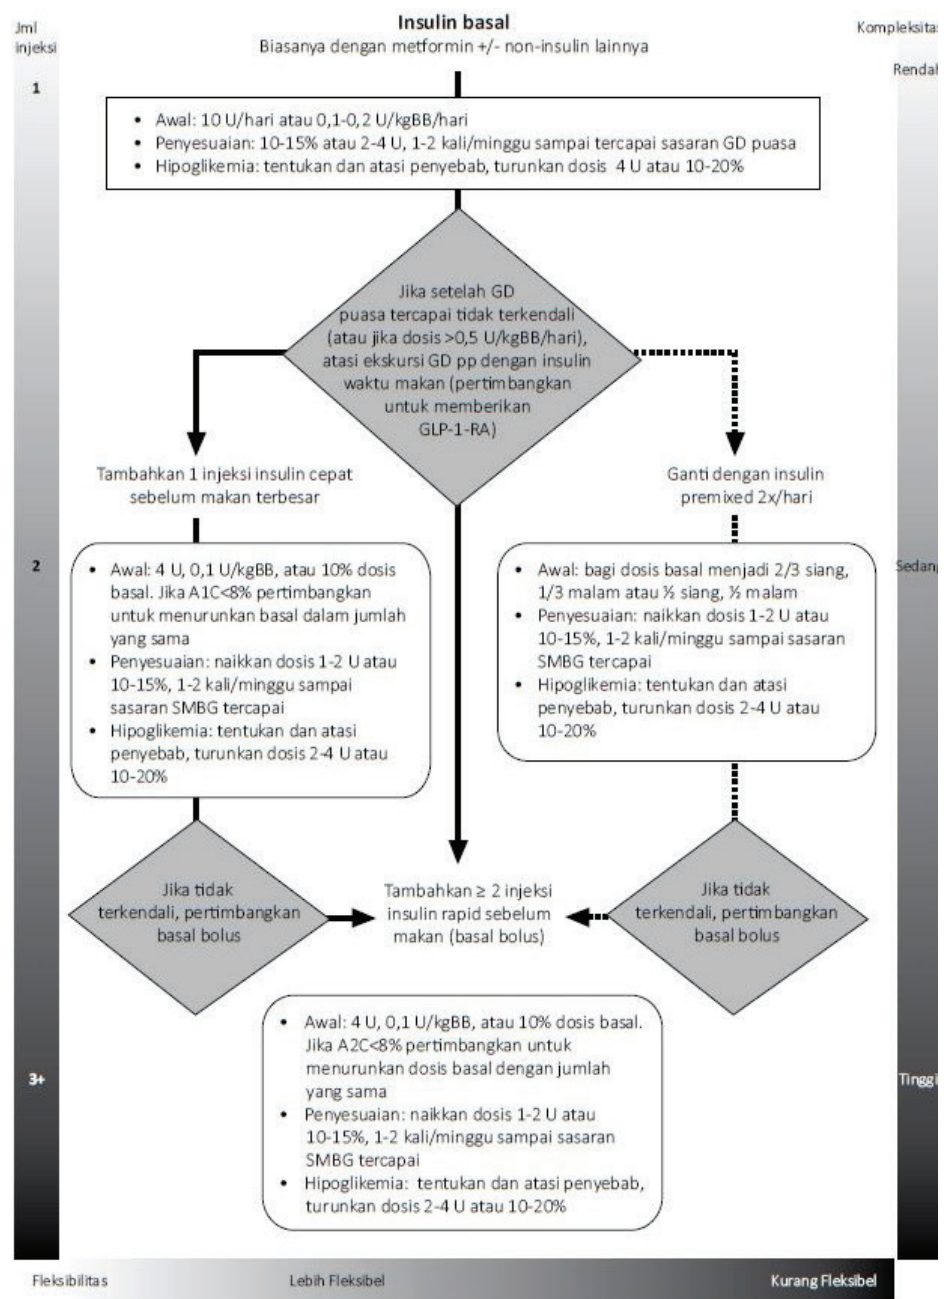 Jml
injeksi
Insulin basal
Biasanya dengan metformin +/- non-insulin lainnya
Kompleksitas
Rendah
1
• Awal: 10 U/hari atau 0,1-0,2 U/kgBB/hari
• Penyesuaian: 10-15% atau 2-4 U, 1-2 kali/minggu sampai tercapai sasaran GD puasa
• Hipoglikemia: tentukan dan atasi penyebab, turunkan dosis 4 U atau 10-20%
Jika setelah GD
puasa tercapai tidak terkendali
(atau jika dosis >0,5 U/kgBB/hari),
atasi ekskursi GD pp dengan insulin
waktu makan (pertimbangkan
untuk memberikan
GLP-1-RA)
Tambahkan 1 injeksi insulin cepat
sebelum makan terbesar
Ganti dengan insulin
premixed 2x/hari
2
• Awal: 4 U, 0,1 U/kgBB, atau 10% dosis
basal. Jika A1C<8% pertimbangkan
untuk menurunkan basal dalam jumlah
yang sama
• Penyesuaian: naikkan dosis 1-2 U atau
10-15%, 1-2 kali/minggu sampai
sasaran SMBG tercapai
• Hipoglikemia: tentukan dan atasi
penyebab, turunkan dosis 2-4 U atau
10-20%
• Awal: bagi dosis basal menjadi 2/3 siang,
1/3 malam atau ½ siang, ½ malam
• Penyesuaian: naikkan dosis 1-2 U atau
10-15%, 1-2 kali/minggu sampai sasaran
SMBG tercapai
• Hipoglikemia: tentukan dan atasi
penyebab, turunkan dosis 2-4 U atau
10-20%
Sedang
Jika tidak
terkendali, pertimbangkan
basal bolus
Tambahkan ≥ 2 injeksi
insulin rapid sebelum
makan (basal bolus)
Jika tidak
terkendali, pertimbangkan
basal bolus
3+
• Awal: 4 U, 0,1 U/kgBB, atau 10% dosis basal.
Jika A2C<8% pertimbangkan untuk
menurunkan dosis basal dengan jumlah
yang sama
• Penyesuaian: naikkan dosis 1-2 U atau
10-15%, 1-2 kali/minggu sampai sasaran
SMBG tercapai
• Hipoglikemia: tentukan dan atasi penyebab,
turunkan dosis 2-4 U atau 10-20%
Tinggi
Fleksibilitas
Lebih Fleksibel
Kurang Fleksibel